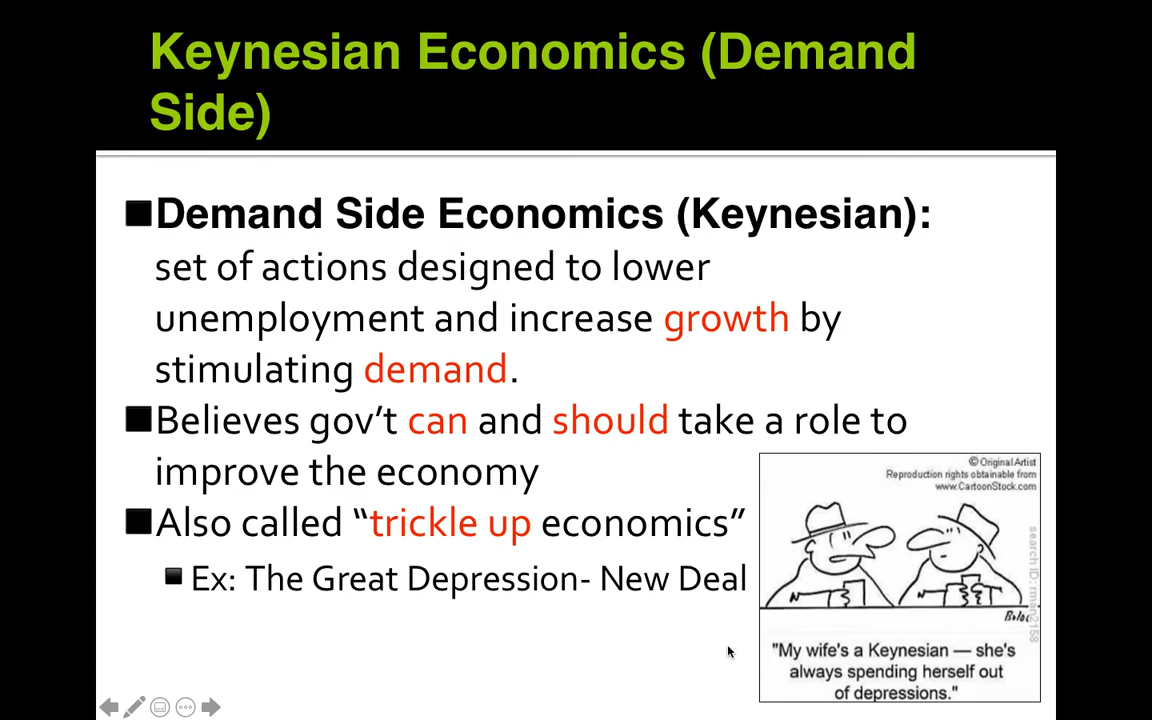 Keynesian Economics (Demand
Side)
Demand Side Economics (Keynesian):
set of actions designed to lower
unemployment and increase growth by
stimulating demand.
Believes gov’t can and should take a role to
improve the economy
Also called “trickle up economics”
Ex: The Great Depression- New Deal
© Original Artist
Reproduction rights obtainable from
www.CartoonStock.com
search ID: rman2158
"My wife's a Keynesian — she's
always spending herself out
of depressions."